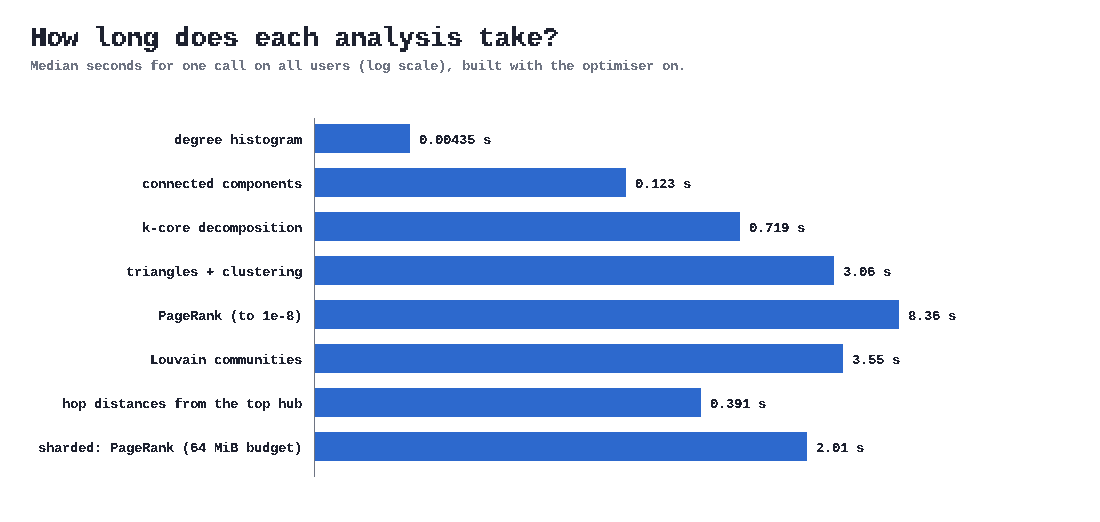 How long does each analysis take?
Median seconds for one call on all users (log scale), built with the optimiser on.
degree histogram 0.00435 s
connected components 0.123 s
k-core decomposition 0.719 s
triangles + clustering 3.06 s
PageRank (to 1e-8) 8.36 s
Louvain communities 3.55 s
hop distances from the top hub 0.391 s
sharded: PageRank (64 MiB budget) 2.01 s